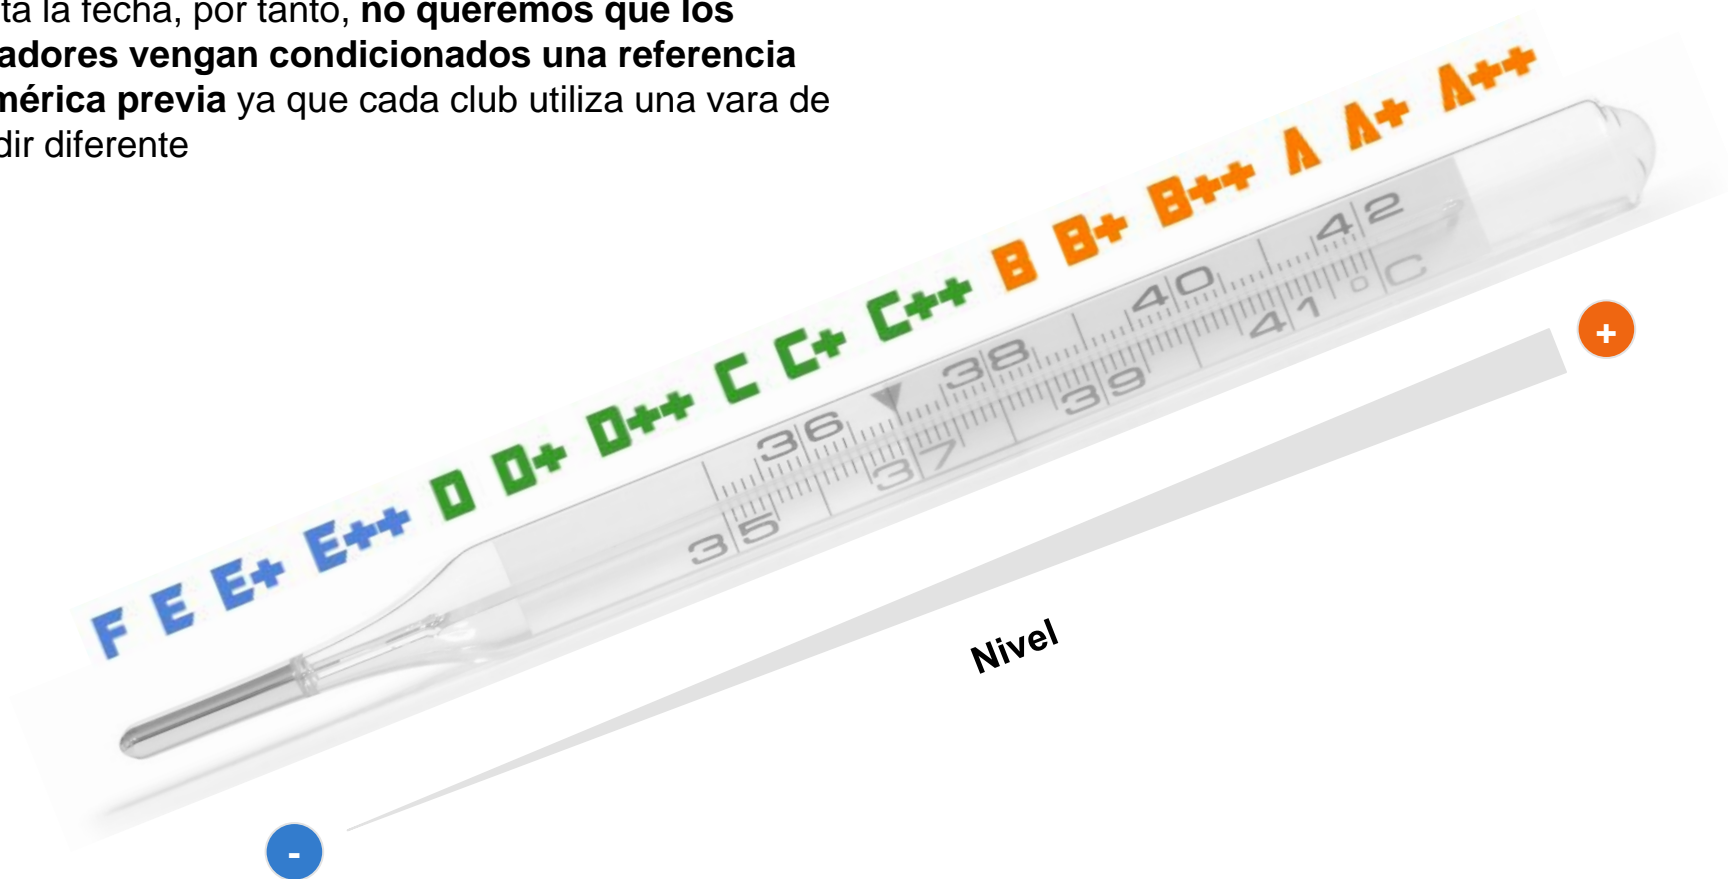 ta la fecha, por tanto, no queremos que los
adores vengan condicionados una referencia
mérica previa ya que cada club utiliza una vara de
dir diferente
F E E+ E++ D D+ D++ C C+ C++ B B+ B++ A A+ A++
36 38 40 42
35 37 39 41 °C
+
Nivel
-